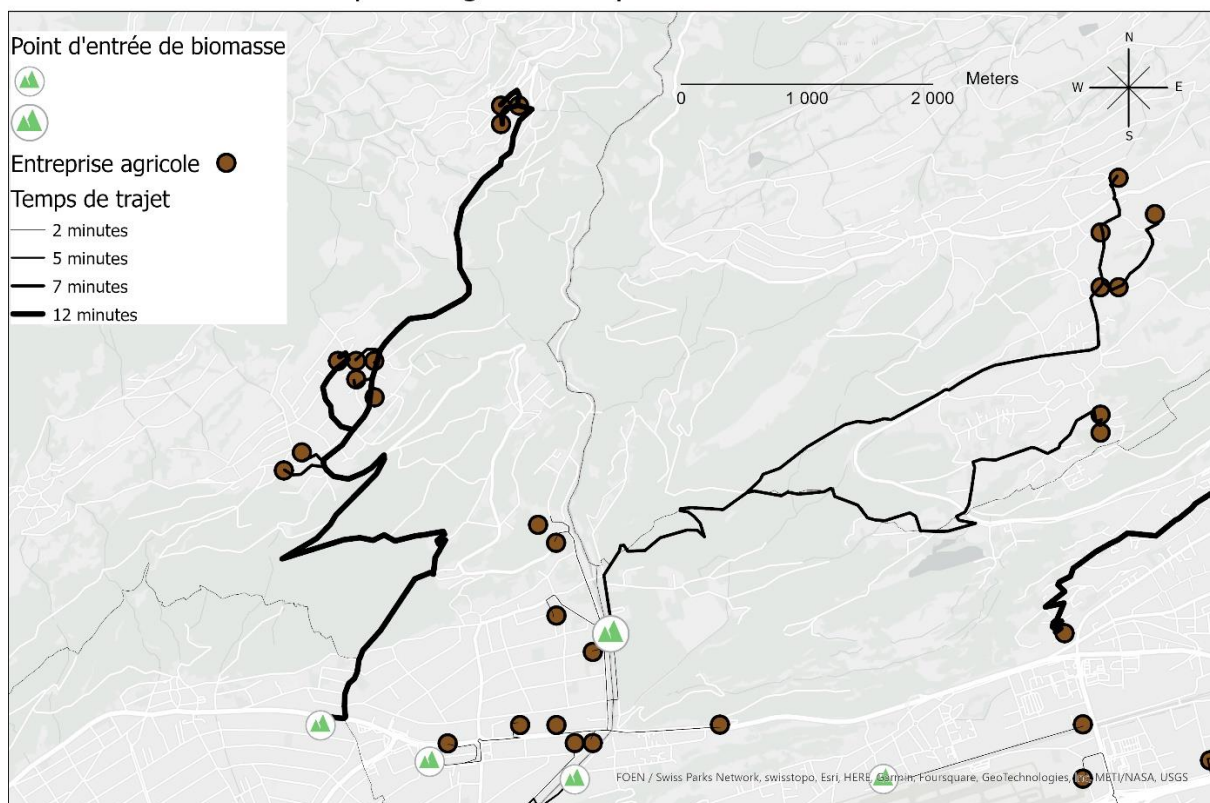 Point d'entrée de biomasse
Entreprise agricole
Temps de trajet
2 minutes
5 minutes
7 minutes
12 minutes
Meters
0 1 000 2 000
N
W E
S
FOEN / Swiss Parks Network, swisstopo, Esri, HERE, Garmin, Foursquare, GeoTechnologies, METI/NASA, USGS